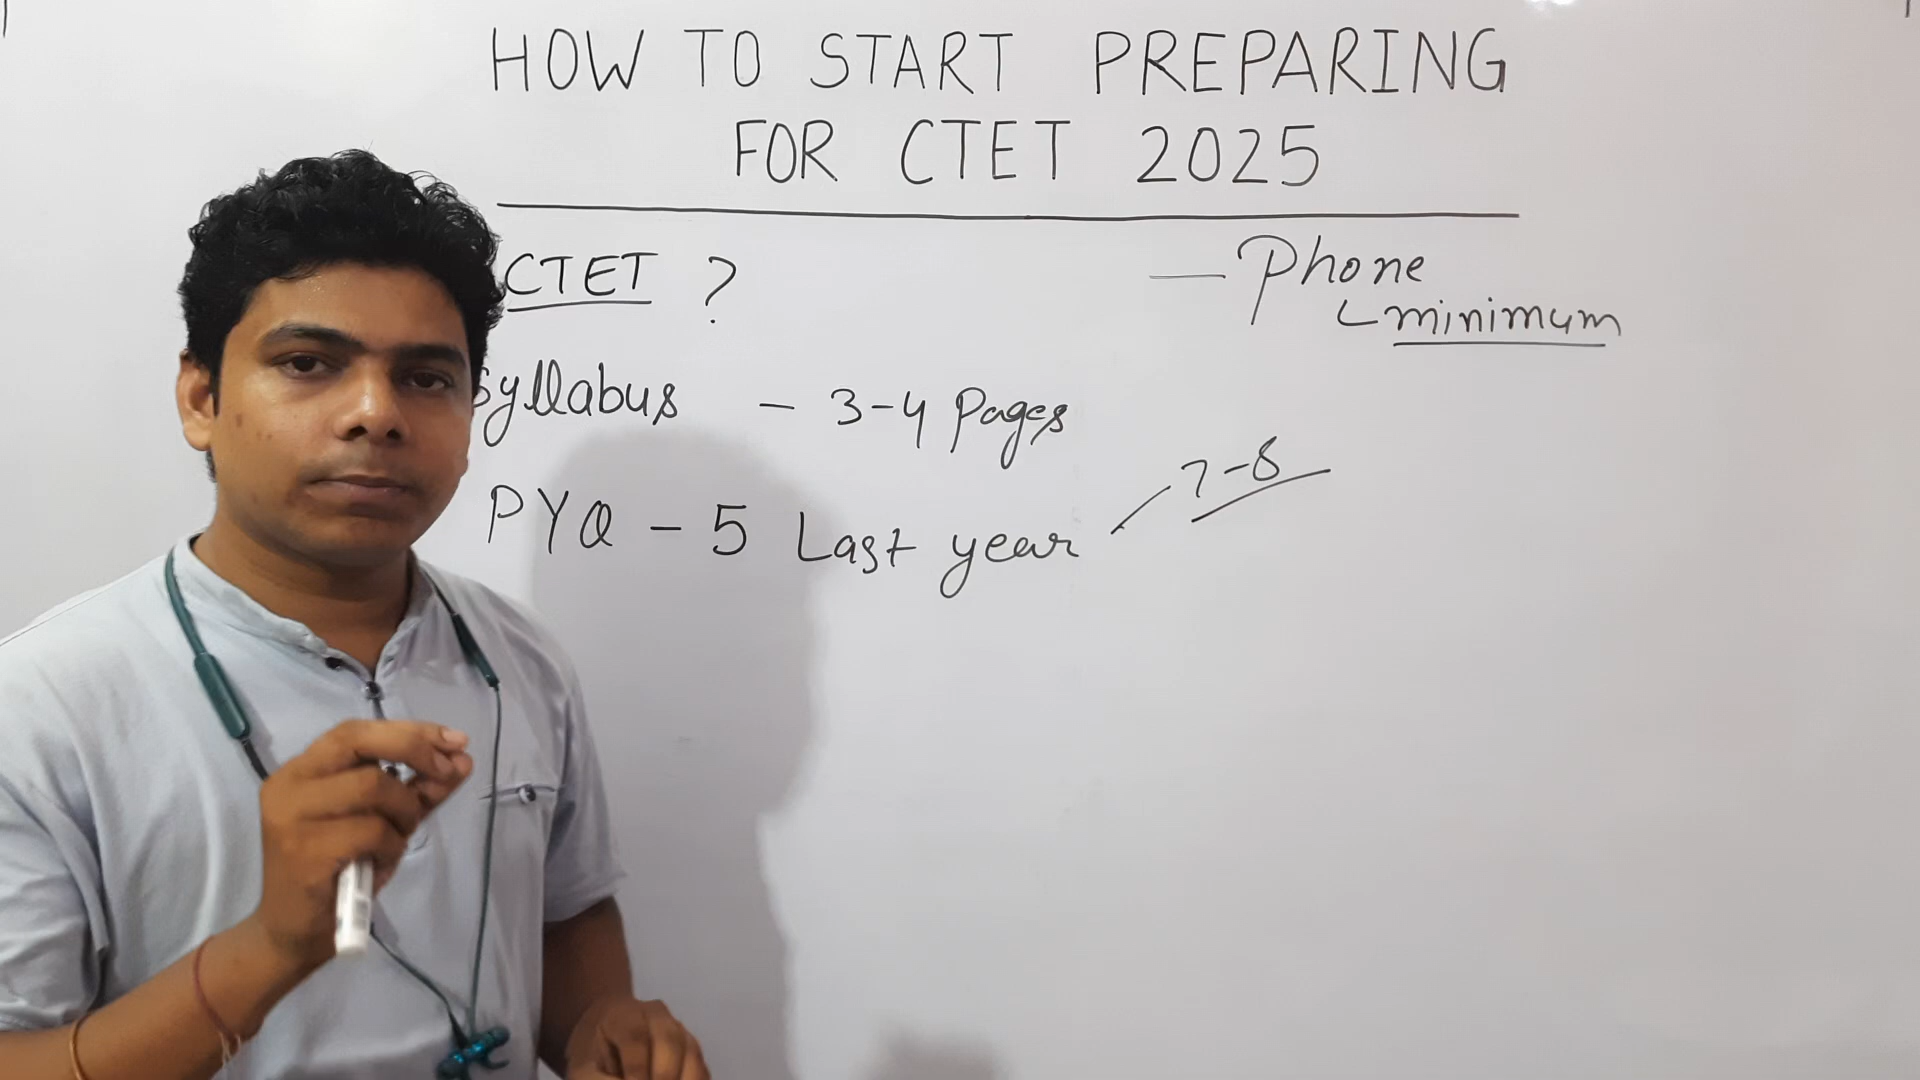 HOW TO START PREPARING
FOR CTET 2025
CTET ?
— Phone
minimum
Syllabus - 3-4 Pages
7-8
PYQ - 5 Last year